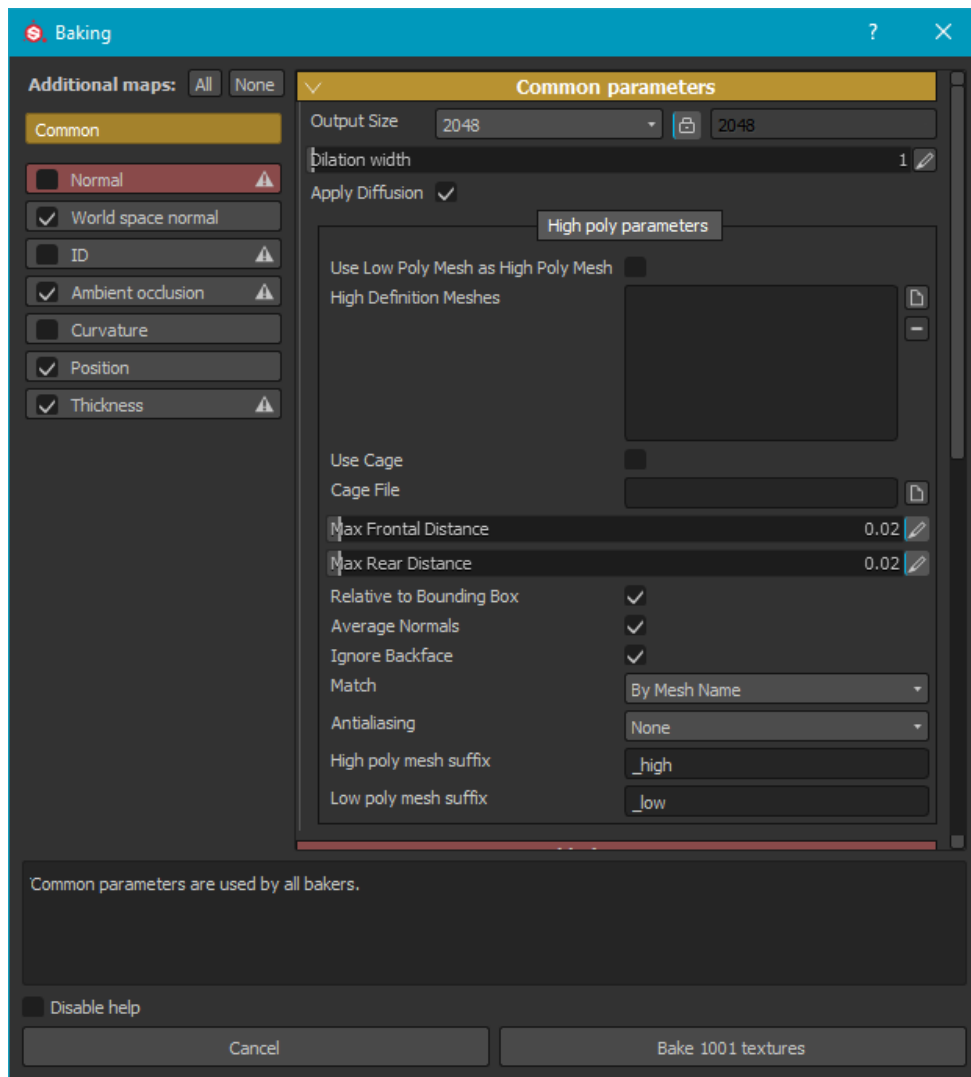 Baking
?
Additional maps:
All
None
Common
Normal
World space normal
ID
Ambient occlusion
Curvature
Position
Thickness
Common parameters
Output Size
2048
2048
Dilation width
1
Apply Diffusion
High poly parameters
Use Low Poly Mesh as High Poly Mesh
High Definition Meshes
Use Cage
Cage File
Max Frontal Distance
0.02
Max Rear Distance
0.02
Relative to Bounding Box
Average Normals
Ignore Backface
Match
By Mesh Name
Antialiasing
None
High poly mesh suffix
_high
Low poly mesh suffix
_low
Common parameters are used by all bakers.
Disable help
Cancel
Bake 1001 textures